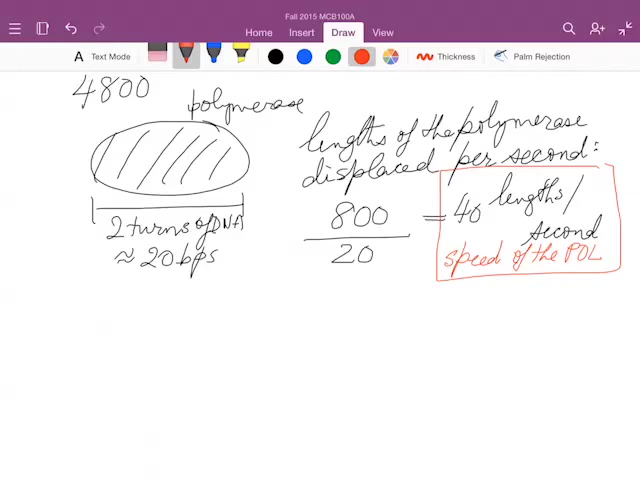 Fall 2015 MCB100A
Home Insert Draw View
A Text Mode Thickness Palm Rejection
4800
polymerase
2 turns of DNA
≈ 20 bps
lengths of the polymerase
displaced per second:
800
20
= 40 lengths/
second
speed of the POL